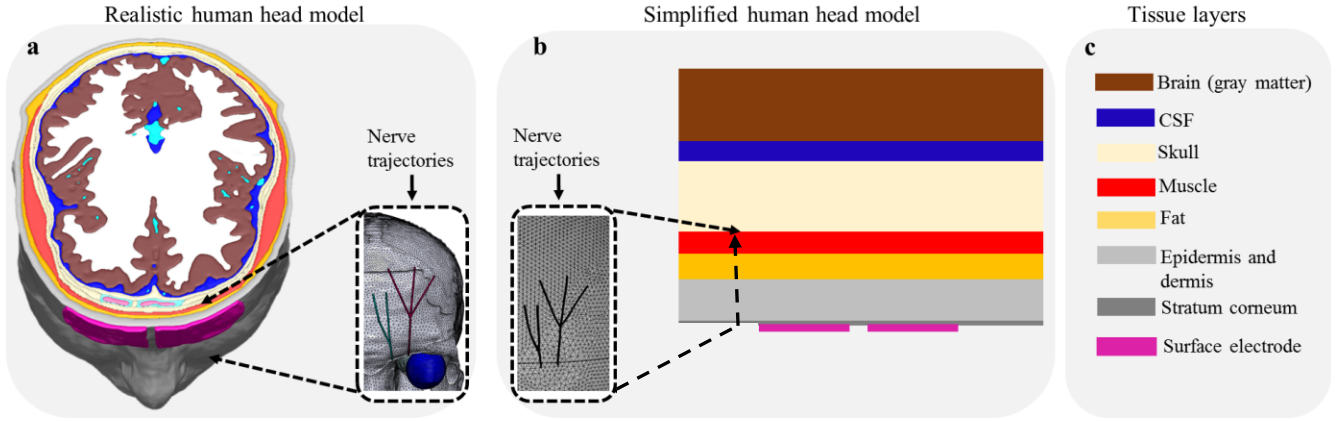 Realistic human head model
Simplified human head model
Tissue layers
a
Nerve
trajectories
b
Nerve
trajectories
c
Brain (gray matter)
CSF
Skull
Muscle
Fat
Epidermis and
dermis
Stratum corneum
Surface electrode